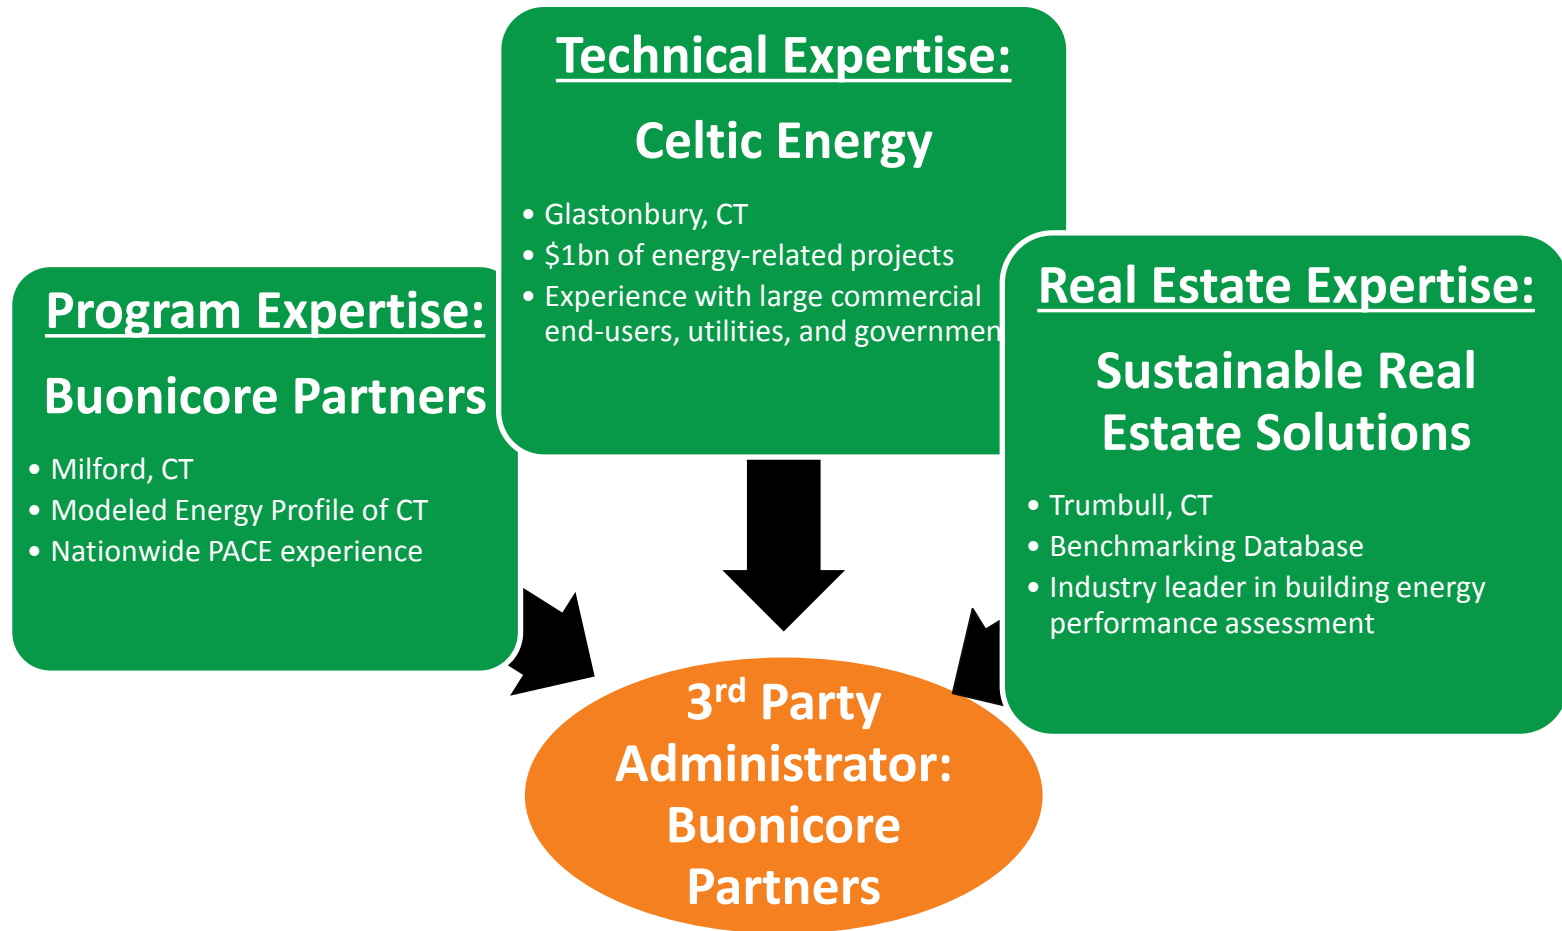 Technical Expertise:
Celtic Energy
• Glastonbury, CT
• $1bn of energy-related projects
• Experience with large commercial
end-users, utilities, and governmen
Program Expertise:
Buonicore Partners
• Milford, CT
• Modeled Energy Profile of CT
• Nationwide PACE experience
Real Estate Expertise:
Sustainable Real
Estate Solutions
• Trumbull, CT
• Benchmarking Database
• Industry leader in building energy
performance assessment
3rd Party
Administrator:
Buonicore
Partners